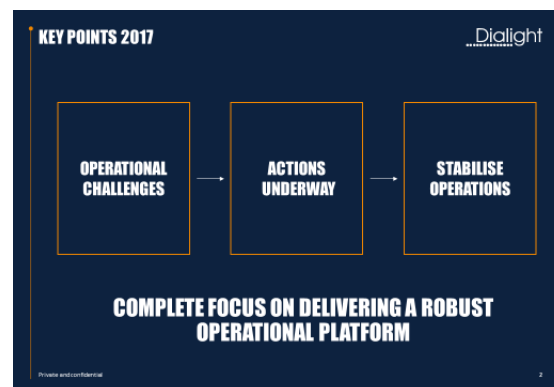 KEY POINTS 2017
Dialight
OPERATIONAL
CHALLENGES
ACTIONS
UNDERWAY
STABILISE
OPERATIONS
COMPLETE FOCUS ON DELIVERING A ROBUST
OPERATIONAL PLATFORM
Private and confidential
2